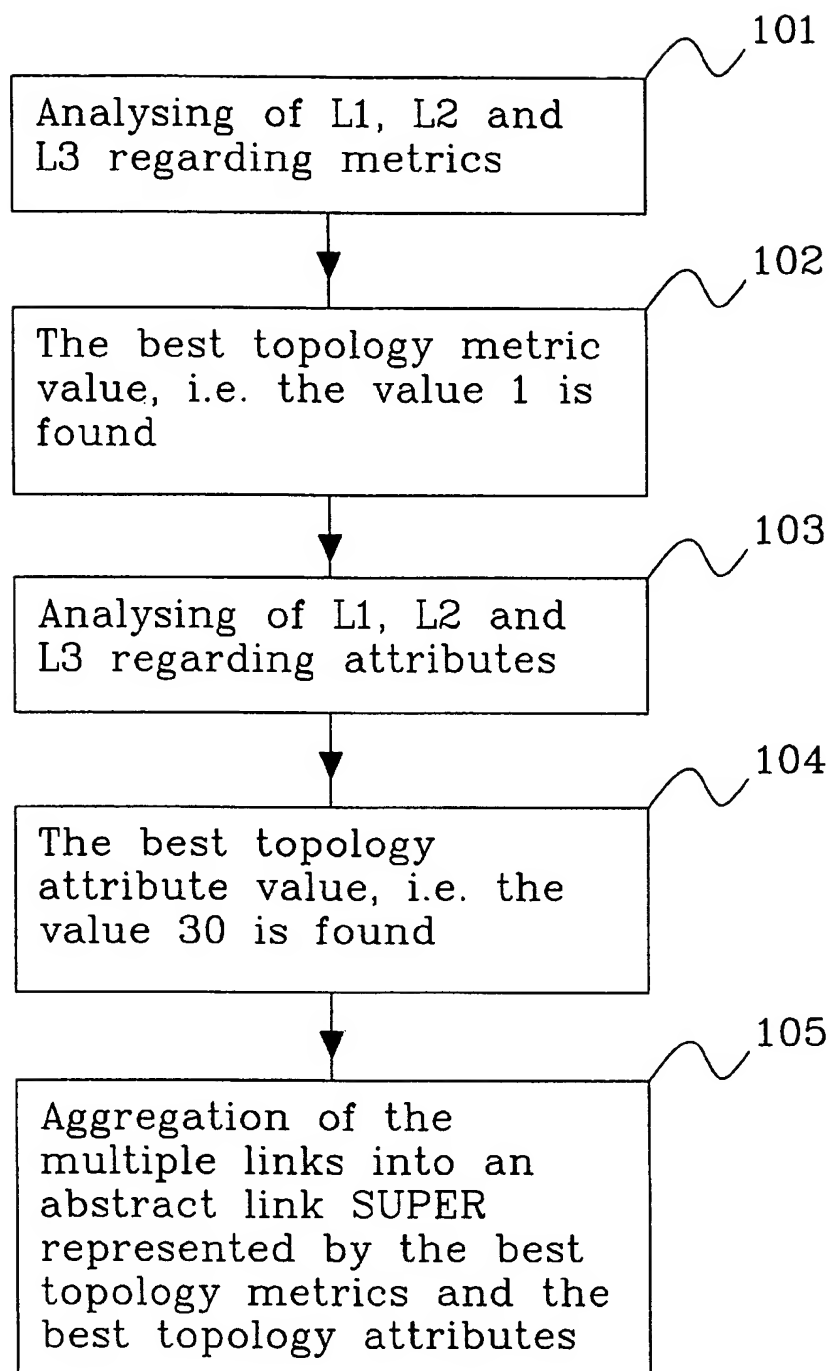 101
Analysing of L1, L2 and
L3 regarding metrics
102
The best topology metric
value, i.e. the value 1 is
found
103
Analysing of L1, L2 and
L3 regarding attributes
104
The best topology
attribute value, i.e. the
value 30 is found
105
Aggregation of the
multiple links into an
abstract link SUPER
represented by the best
topology metrics and the
best topology attributes